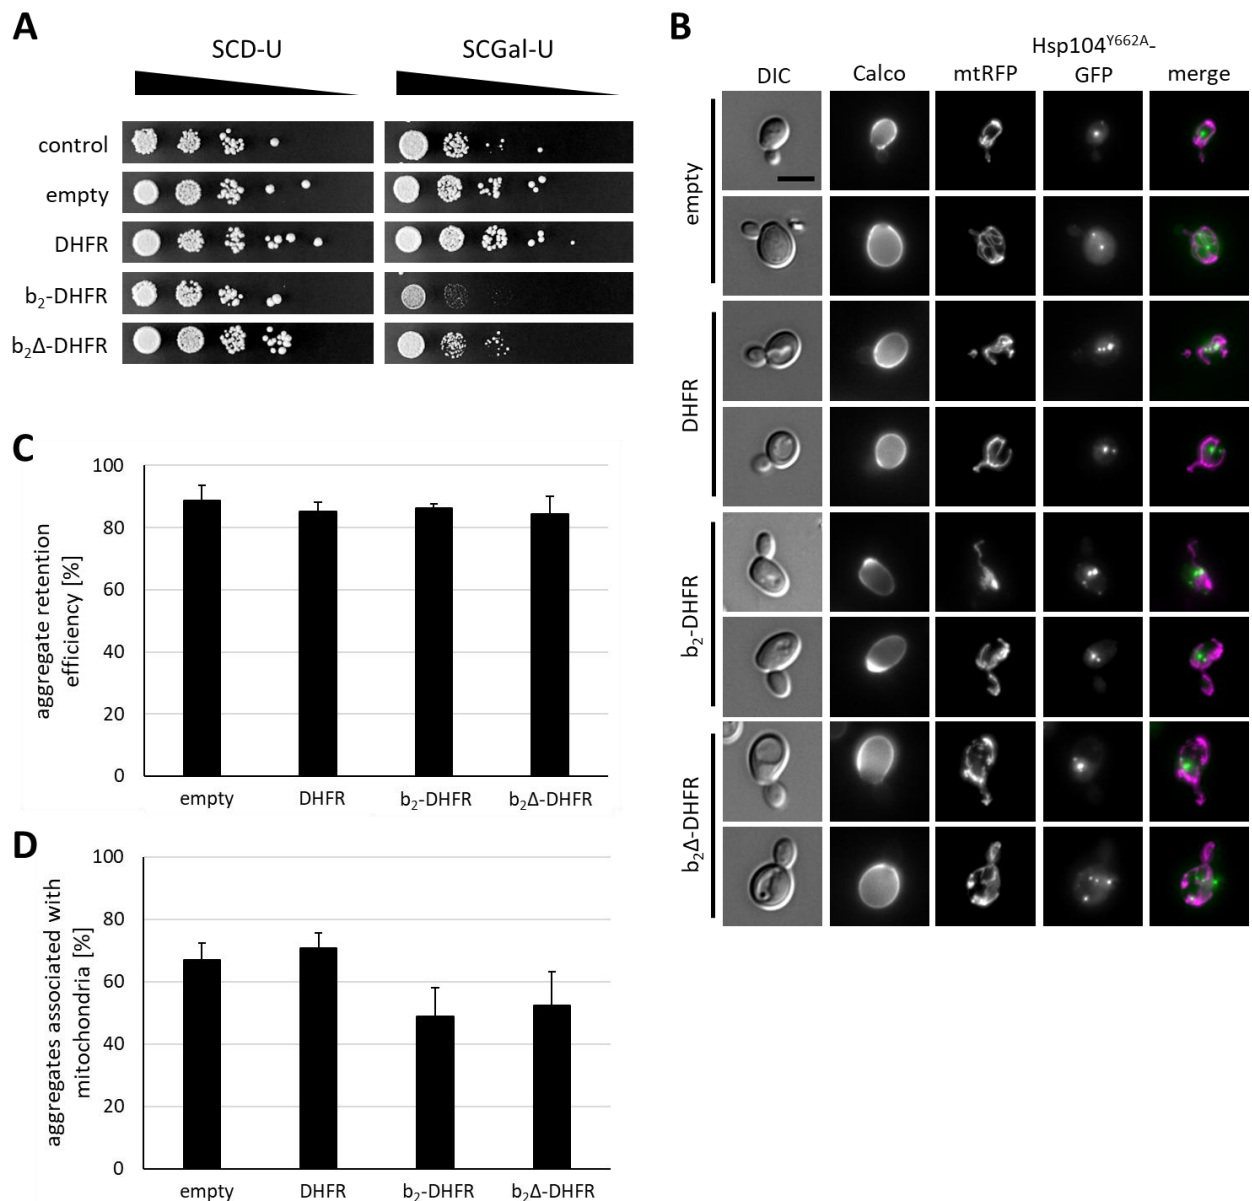 A
SCD-U
SCGal-U
control
empty
DHFR
b₂-DHFR
b₂Δ-DHFR
B
Hsp104ʸ⁶⁶²ᴬ-
DIC
Calco
mtRFP
GFP
merge
empty
DHFR
b₂-DHFR
b₂Δ-DHFR
C
aggregate retention
efficiency [%]
100
80
60
40
20
0
empty
DHFR
b₂-DHFR
b₂Δ-DHFR
D
aggregates associated with
mitochondria [%]
100
80
60
40
20
0
empty
DHFR
b₂-DHFR
b₂Δ-DHFR